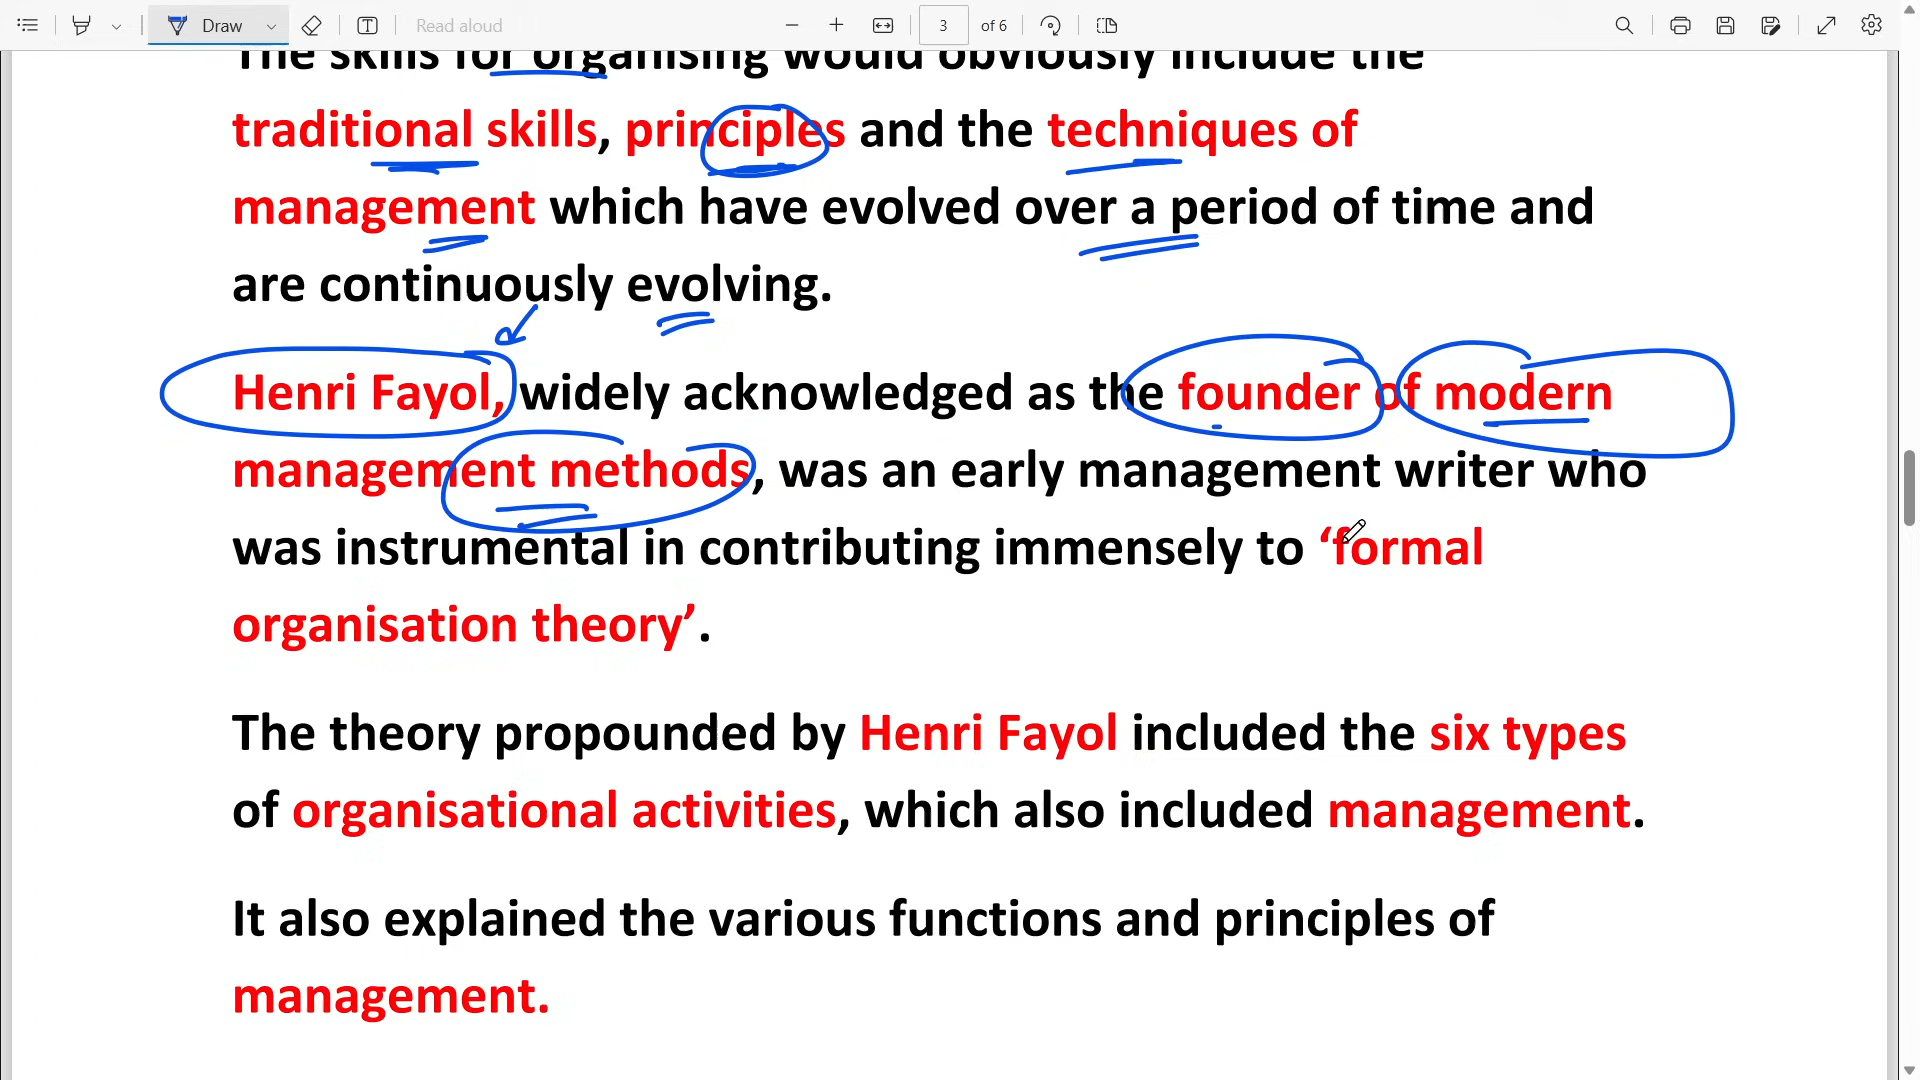 Draw
Read aloud
3 of 6
The skills for organising would obviously include the
traditional skills, principles and the techniques of
management which have evolved over a period of time and
are continuously evolving.
Henri Fayol, widely acknowledged as the founder of modern
management methods, was an early management writer who
was instrumental in contributing immensely to ‘formal
organisation theory’.
The theory propounded by Henri Fayol included the six types
of organisational activities, which also included management.
It also explained the various functions and principles of
management.